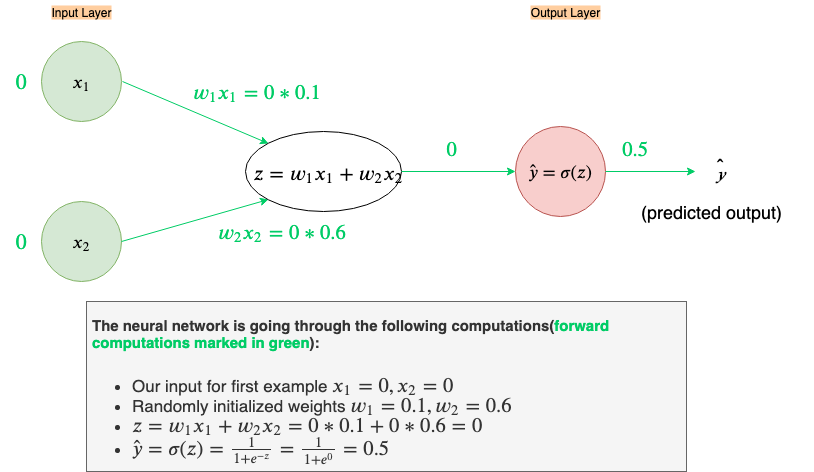 Input Layer
Output Layer
0
x₁
w₁x₁ = 0 * 0.1
z = w₁x₁ + w₂x₂
0
ŷ = σ(z)
0.5
ŷ
(predicted output)
0
x₂
w₂x₂ = 0 * 0.6
The neural network is going through the following computations(forward
computations marked in green):
• Our input for first example x₁ = 0, x₂ = 0
• Randomly initialized weights w₁ = 0.1, w₂ = 0.6
• z = w₁x₁ + w₂x₂ = 0 * 0.1 + 0 * 0.6 = 0
• ŷ = σ(z) = 1/(1+e⁻ᶻ) = 1/(1+e⁰) = 0.5